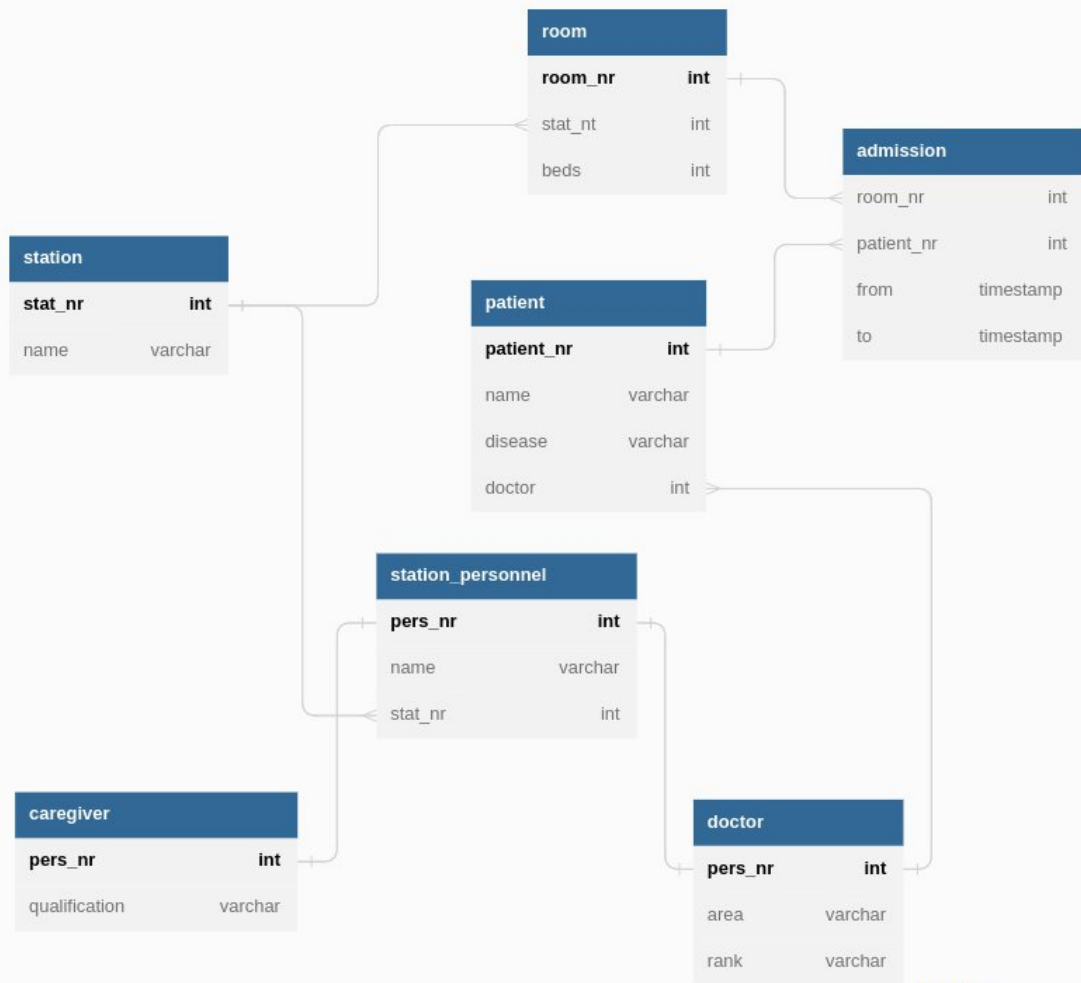 room
room_nr int
stat_nt int
beds int
admission
room_nr int
patient_nr int
from timestamp
to timestamp
station
stat_nr int
name varchar
patient
patient_nr int
name varchar
disease varchar
doctor int
station_personnel
pers_nr int
name varchar
stat_nr int
caregiver
pers_nr int
qualification varchar
doctor
pers_nr int
area varchar
rank varchar